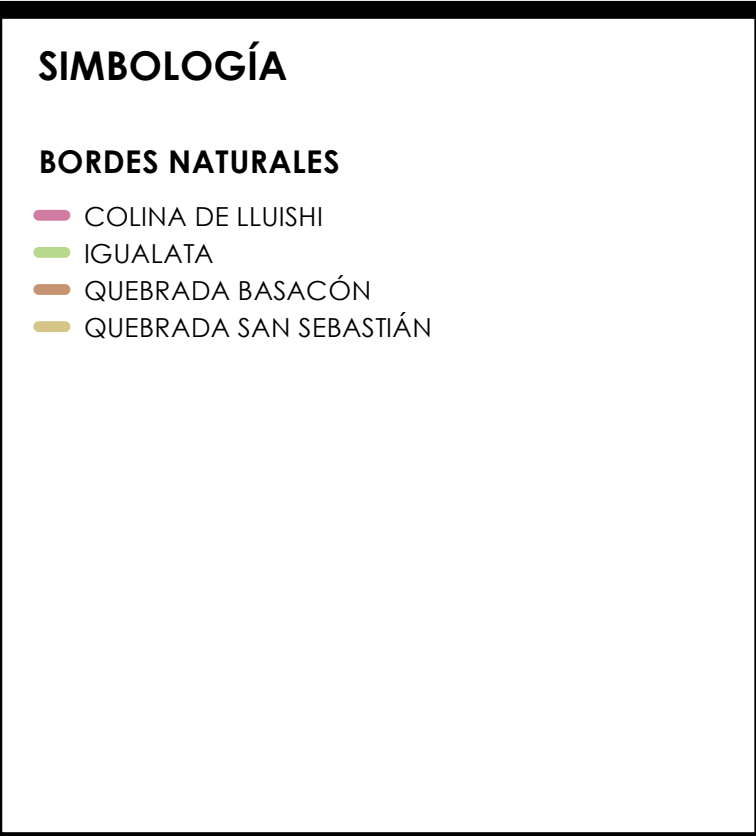 SIMBOLOGÍA
BORDES NATURALES
COLINA DE LLUISHI
IGUALATA
QUEBRADA BASACÓN
QUEBRADA SAN SEBASTIÁN